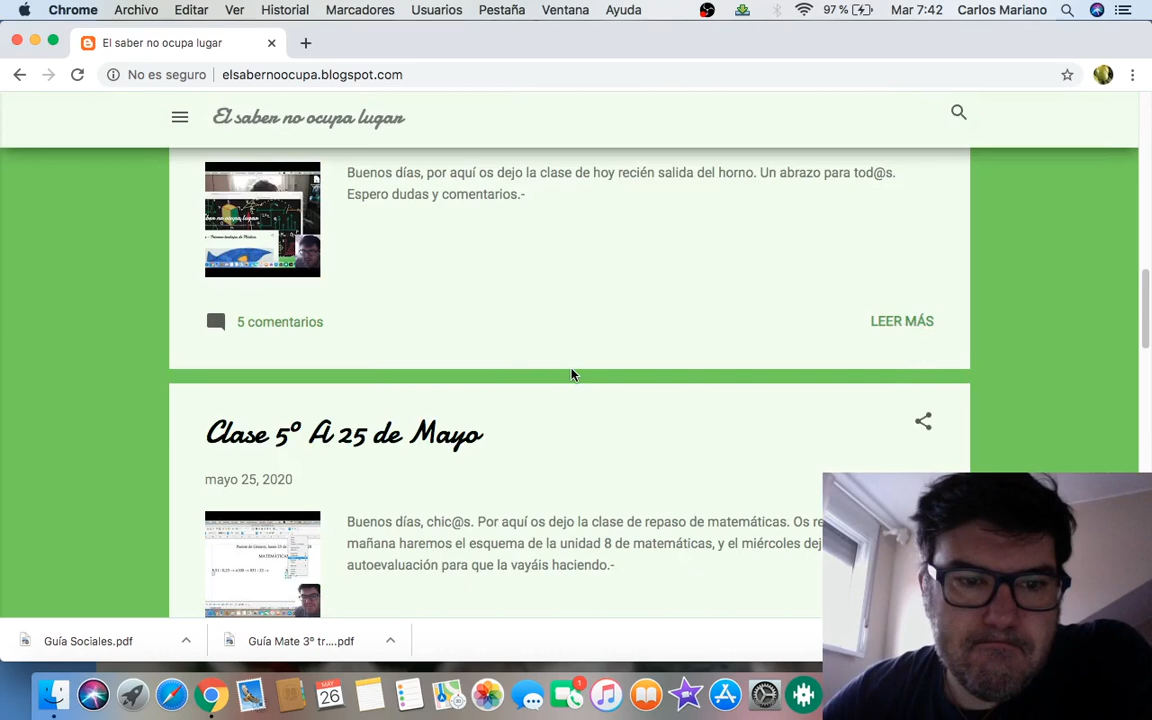 Chrome Archivo Editar Ver Historial Marcadores Usuarios Pestaña Ventana Ayuda 97 % Mar 7:42 Carlos Mariano
El saber no ocupa lugar
No es seguro elsabernoocupa.blogspot.com
El saber no ocupa lugar
Buenos días, por aquí os dejo la clase de hoy recién salida del horno. Un abrazo para tod@s.
Espero dudas y comentarios.-
5 comentarios LEER MÁS
Clase 5º A 25 de Mayo
mayo 25, 2020
Buenos días, chic@s. Por aquí os dejo la clase de repaso de matemáticas. Os
mañana haremos el esquema de la unidad 8 de matemáticas, y el miércoles
autoevaluación para que la vayáis haciendo.-
Guía Sociales.pdf Guía Mate 3º tr....pdf
MAY
26
1